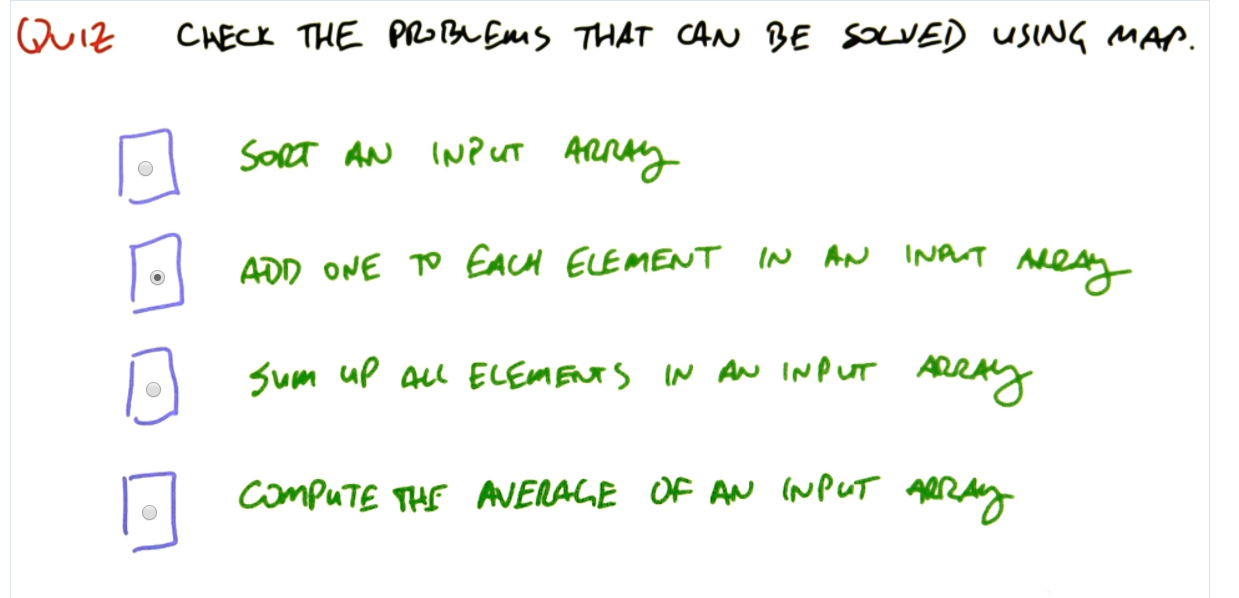 QUIZ CHECK THE PROBLEMS THAT CAN BE SOLVED USING MAP.
SORT AN INPUT ARRAY
ADD ONE TO EACH ELEMENT IN AN INPUT ARRAY
SUM UP ALL ELEMENTS IN AN INPUT ARRAY
COMPUTE THE AVERAGE OF AN INPUT ARRAY